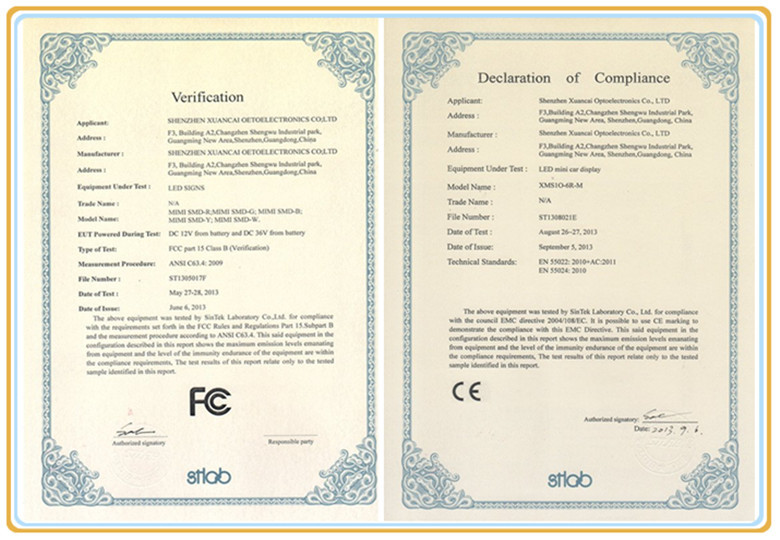 Verification
Applicant: SHENZHEN XUANCAI OETOELECTRONICS CO;LTD
Address : F3, Building A2,Changzhen Shengwu Industrial park,
Guangming New Area, Shenzhen,Guangdong,China
Manufacturer : SHENZHEN XUANCAI OETOELECTRONICS CO;LTD
Address : F3, Building A2,Changzhen Shengwu Industrial park,
Guangming New Area, Shenzhen,Guangdong,China
Equipment Under Test : LED SIGNS
Trade Name : N/A
Model Name: MIMI SMD-R;MIMI SMD-G; MIMI SMD-B;
MIMI SMD-Y; MIMI SMD-W.
EUT Powered During Test: DC 12V from battery and DC 36V from battery
Type of Test: FCC part 15 Class B (Verification)
Measurement Procedure: ANSI C63.4: 2009
File Number : ST1305017F
Date of Test : May 27-28, 2013
Date of Issue: June 6, 2013
The above equipment was tested by SinTek Laboratory Co.,Ltd. for compliance
with the requirements set forth in the FCC Rules and Regulations Part 15.Subpart B
and the measurement procedure according to ANSI C63.4. This said equipment in the
configuration described in this report shows the maximum emission levels emanating
from equipment and the level of the immunity endurance of the equipment are within
the compliance requirements, The test results of this report relate only to the tested
sample identified in this report.
FC
Authorized signatory Responsible party
stlab
Declaration of Compliance
Applicant: Shenzhen Xuancai Optoelectronics Co., LTD
Address : F3,Building A2,Changzhen Shengwu Industrial Park,
Guangming New Area, Shenzhen,Guangdong, China
Manufacturer : Shenzhen Xuancai Optoelectronics Co., LTD
Address : F3,Building A2,Changzhen Shengwu Industrial Park,
Guangming New Area, Shenzhen,Guangdong, China
Equipment Under Test : LED mini car display
Model Name : XMS1O-6R-M
Trade Name : N/A
File Number : ST1308021E
Date of Test : August 26-27, 2013
Date of Issue: September 5, 2013
Technical Standards: EN 55022: 2010+AC:2011
EN 55024: 2010
The above equipment was tested by SinTek Laboratory Co., Ltd. for compliance
with the council EMC directive 2004/108/EC. It is possible to use CE marking to
demonstrate the compliance with this EMC Directive. This said equipment in the
configuration described in this report shows the maximum emission levels emanating
from equipment and the level of the immunity endurance of the equipment are within
the compliance requirements, The test results of this report relate only to the tested
sample identified in this report.
CE
Authorized signatory:
Date: 2013. 9. 6.
stlab